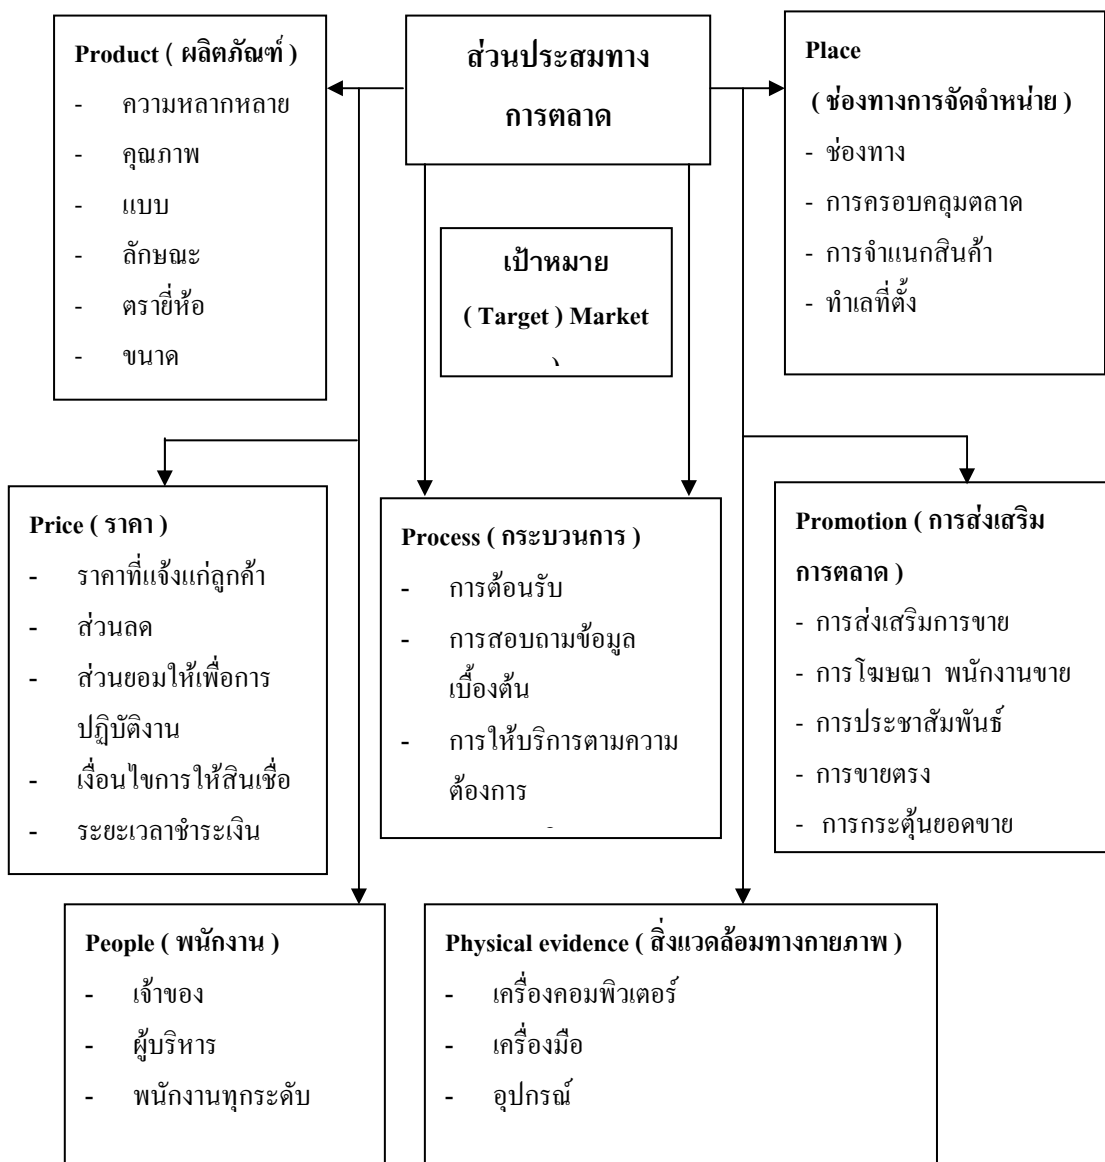 Product ( ผลิตภัณฑ์ )
- ความหลากหลาย
- คุณภาพ
- แบบ
- ลักษณะ
- ตรายี่ห้อ
- ขนาด
ส่วนประสมทาง
การตลาด
Place
( ช่องทางการจัดจำหน่าย )
- ช่องทาง
- การครอบคลุมตลาด
- การจำแนกสินค้า
- ทำเลที่ตั้ง
เป้าหมาย
( Target ) Market
Price ( ราคา )
- ราคาที่แจ้งแก่ลูกค้า
- ส่วนลด
- ส่วนยอมให้เพื่อการ
ปฏิบัติงาน
- เงื่อนไขการให้สินเชื่อ
- ระยะเวลาชำระเงิน
Process ( กระบวนการ )
- การต้อนรับ
- การสอบถามข้อมูล
เบื้องต้น
- การให้บริการตามความ
ต้องการ
Promotion ( การส่งเสริม
การตลาด )
- การส่งเสริมการขาย
- การโฆษณา พนักงานขาย
- การประชาสัมพันธ์
- การขายตรง
- การกระตุ้นยอดขาย
People ( พนักงาน )
- เจ้าของ
- ผู้บริหาร
- พนักงานทุกระดับ
Physical evidence ( สิ่งแวดล้อมทางกายภาพ )
- เครื่องคอมพิวเตอร์
- เครื่องมือ
- อุปกรณ์